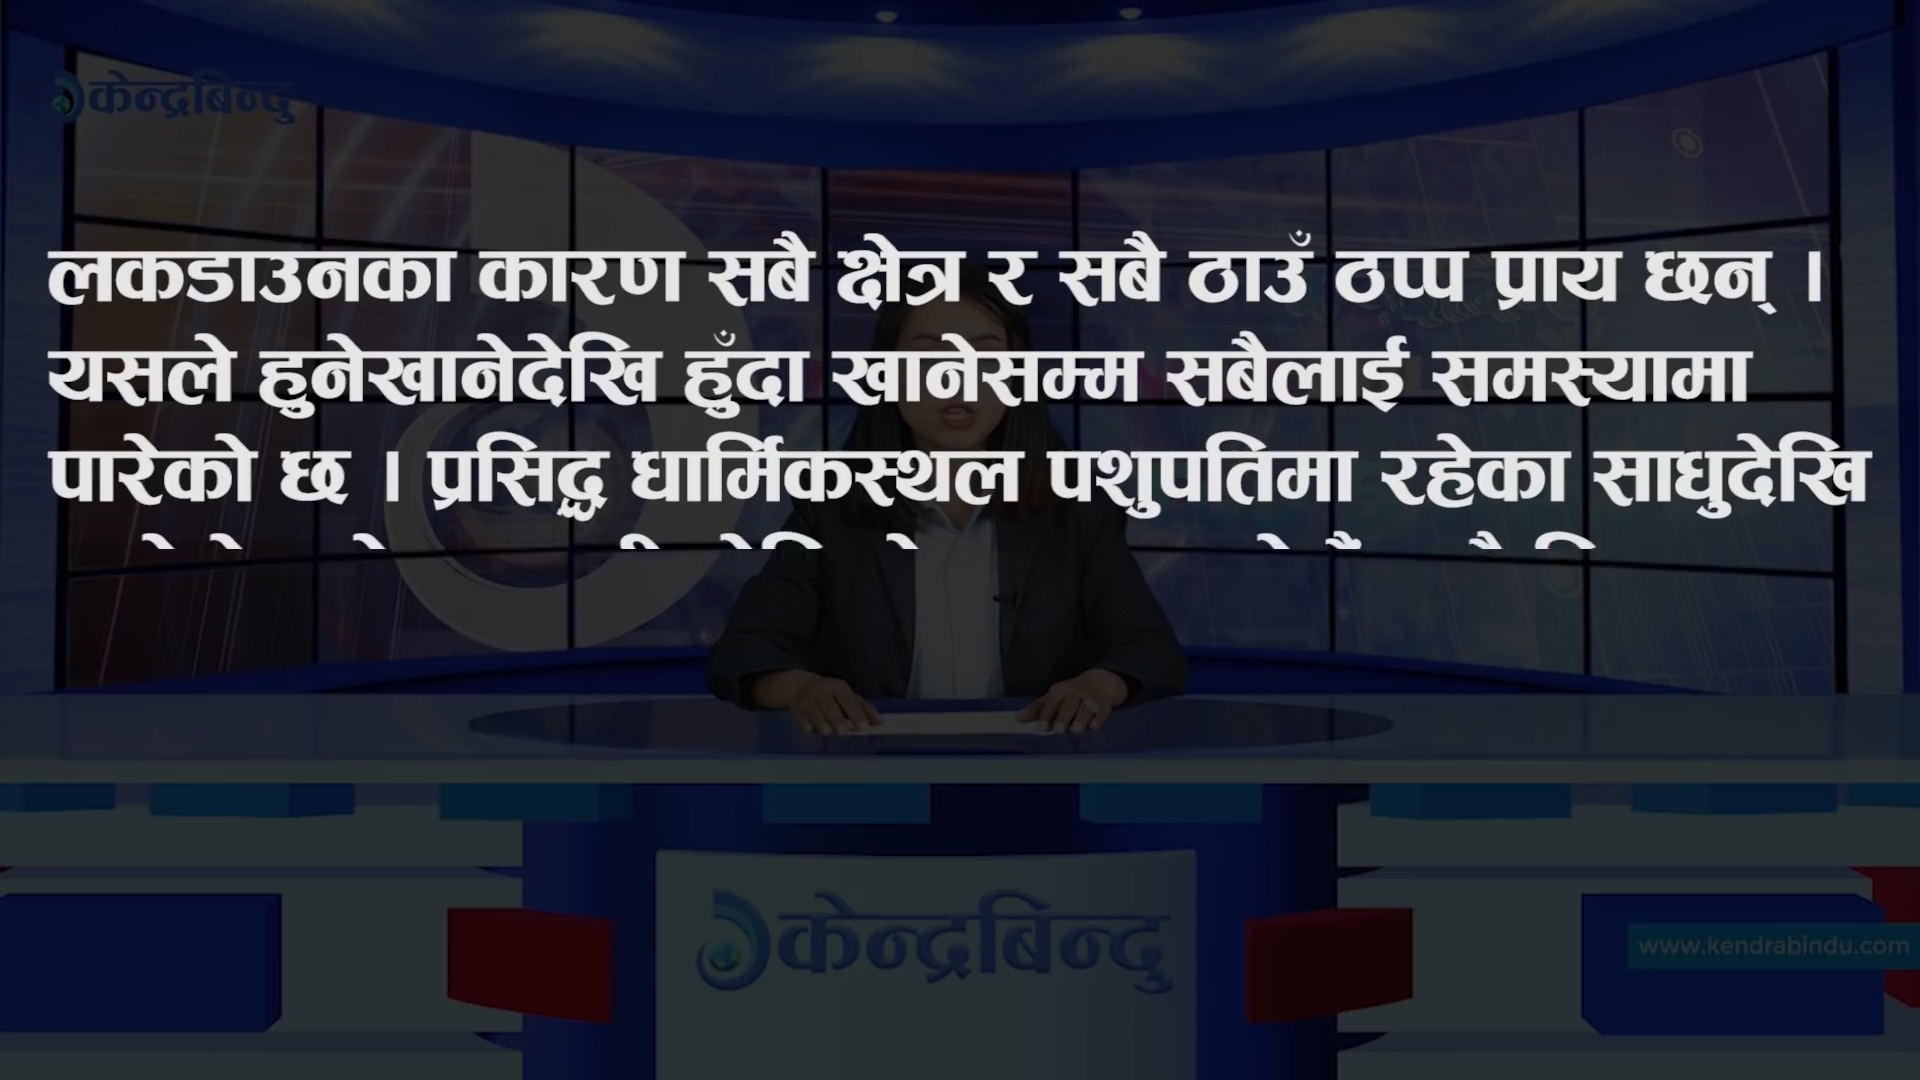 केन्द्रबिन्दु
लकडाउनका कारण सबै क्षेत्र र सबै ठाउँ ठप्प प्राय छन् ।
यसले हुनेखानेदेखि हुँदा खानेसम्म सबैलाई समस्यामा
पारेको छ । प्रसिद्ध धार्मिकस्थल पशुपतिमा रहेका साधुदेखि
केन्द्रबिन्दु
www.kendrabindu.com